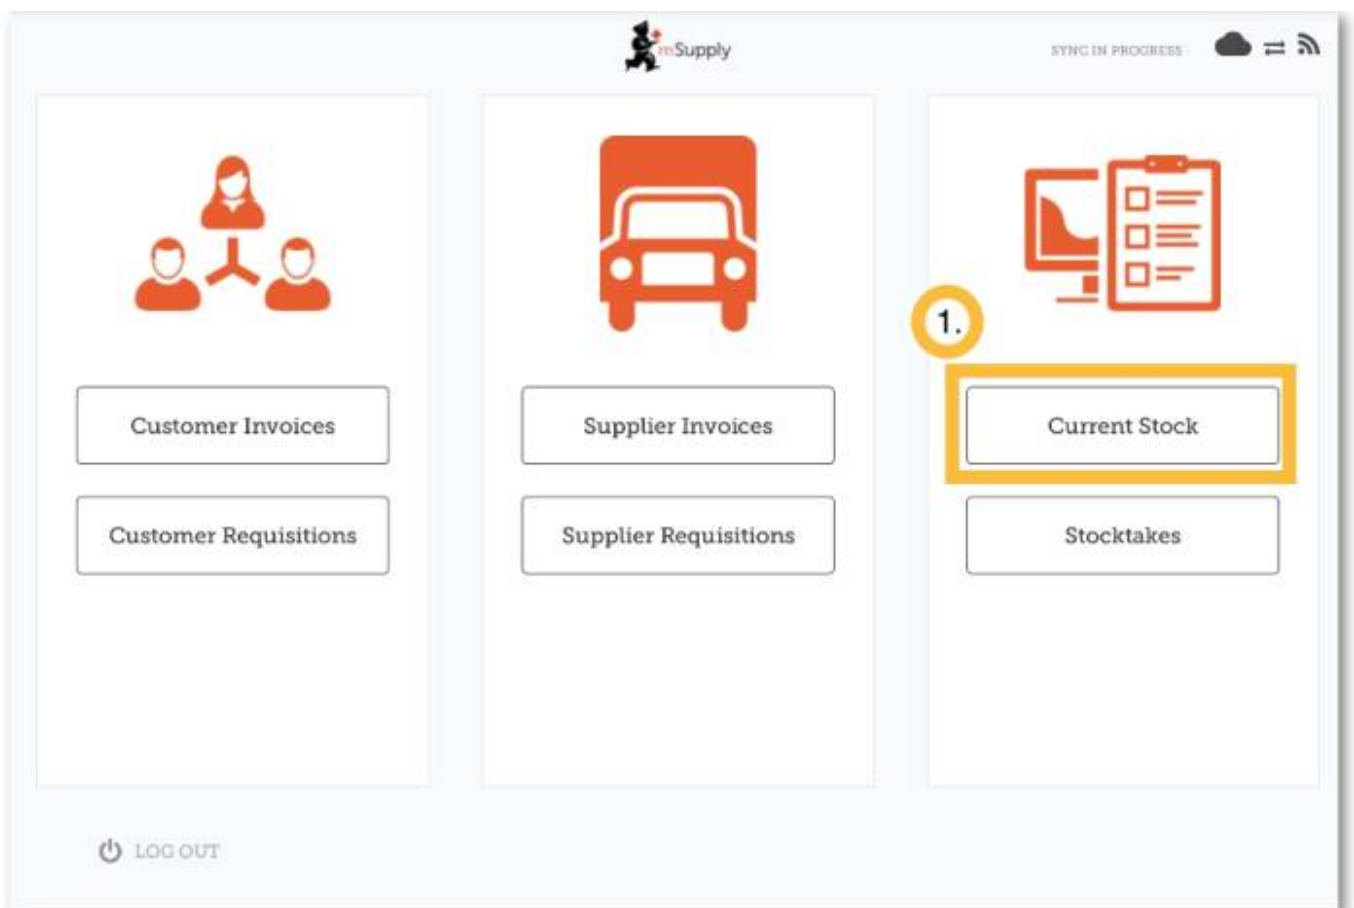 mSupply
SYNC IN PROGRESS
1.
Customer Invoices
Supplier Invoices
Current Stock
Customer Requisitions
Supplier Requisitions
Stocktakes
LOG OUT